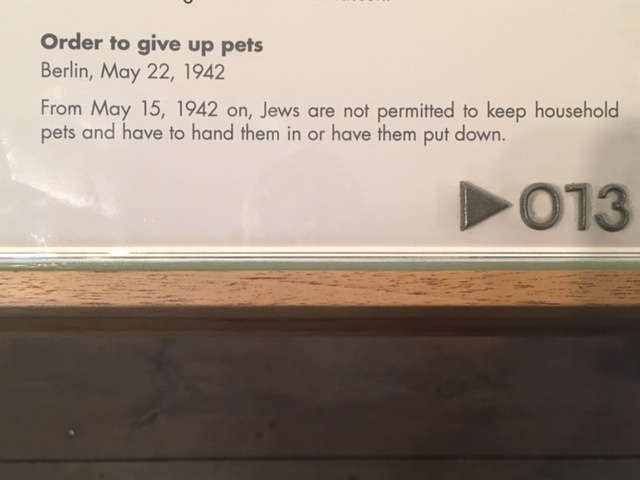 Order to give up pets
Berlin, May 22, 1942
From May 15, 1942 on, Jews are not permitted to keep household
pets and have to hand them in or have them put down.
013